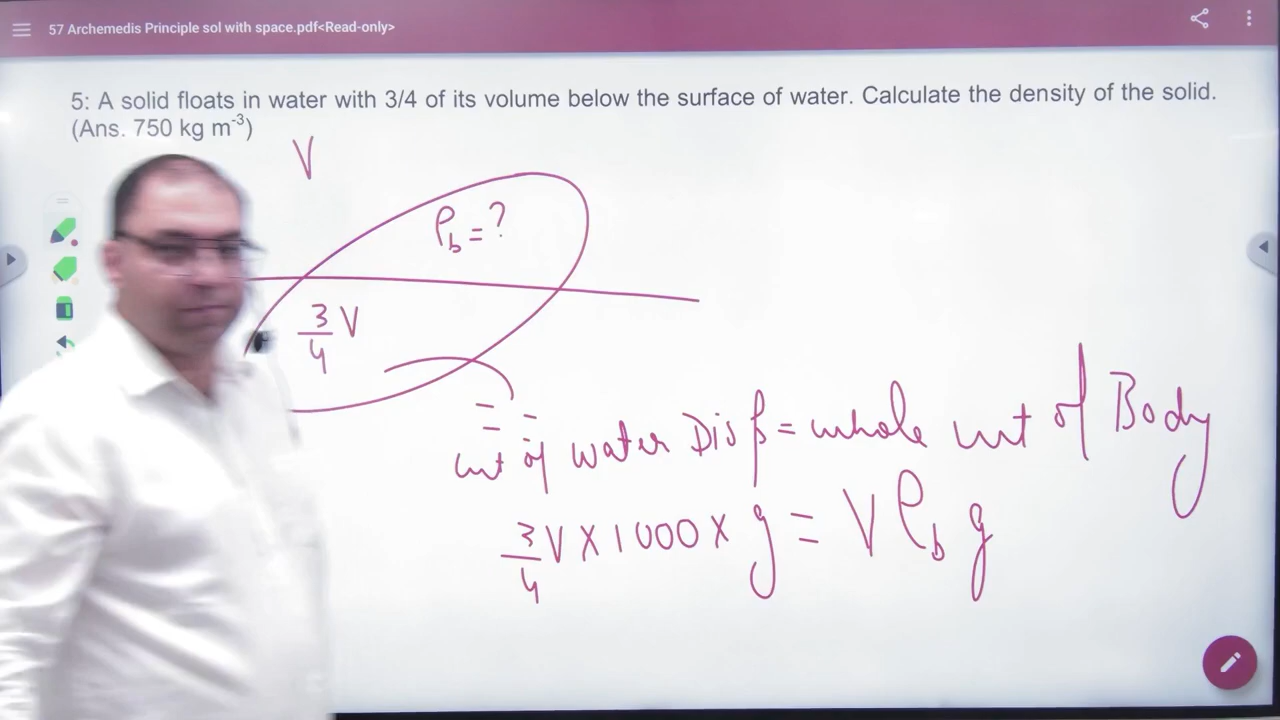 57 Archemedis Principle sol with space.pdf<Read-only>
5: A solid floats in water with 3/4 of its volume below the surface of water. Calculate the density of the solid.
(Ans. 750 kg m⁻³)
V
ρ_b = ?
3/4 V
wt of water Disp = whole wt of Body
3/4 V X 1000 X g = V ρ_b g